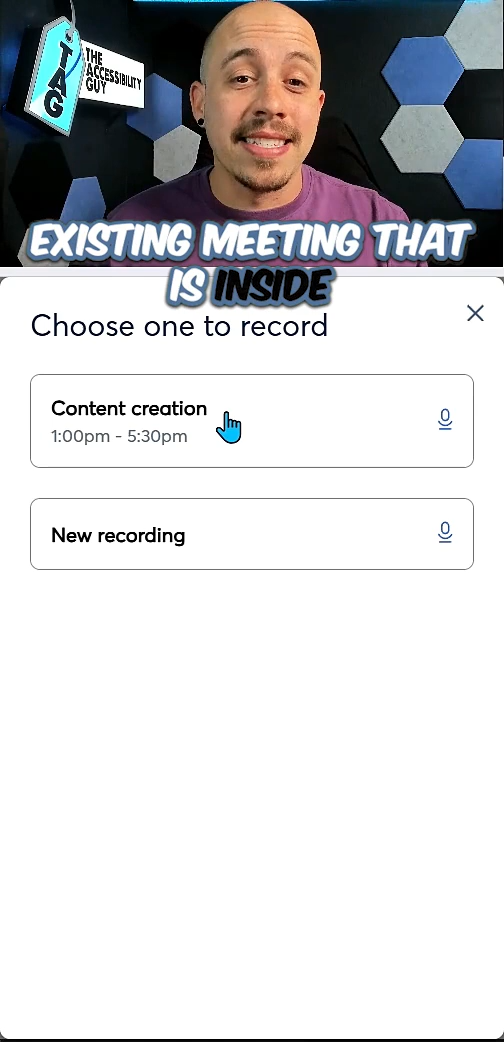 TAG
THE
ACCESSIBILITY
GUY
EXISTING MEETING THAT
IS INSIDE
Choose one to record
Content creation
1:00pm - 5:30pm
New recording